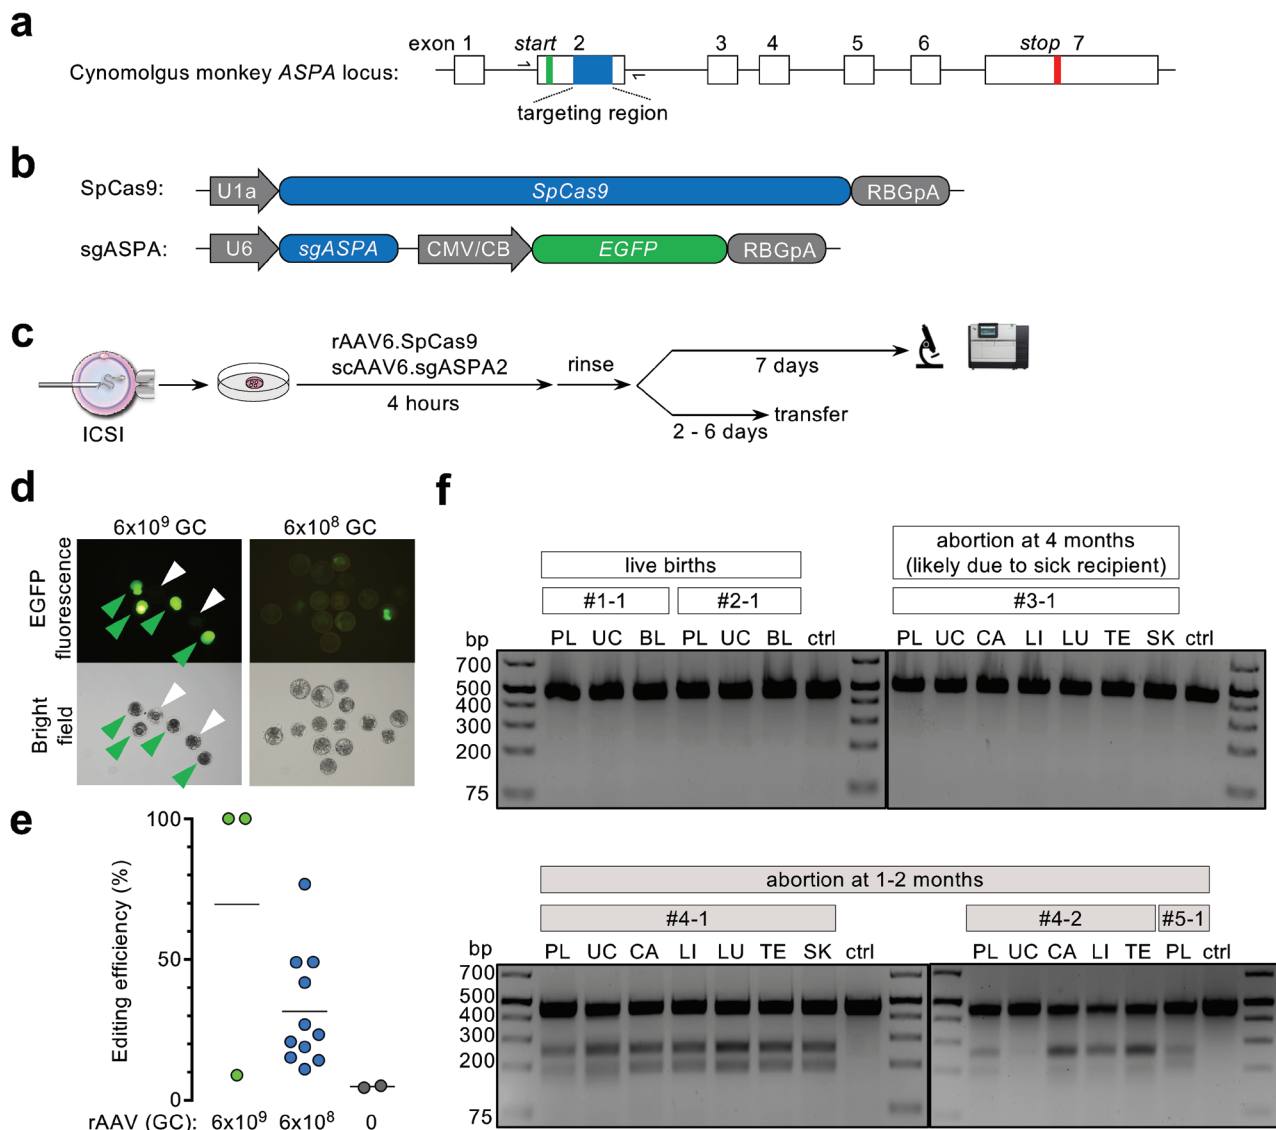 a
exon 1 start 2 3 4 5 6 stop 7
Cynomolgus monkey ASPA locus:
targeting region
b
SpCas9: U1a SpCas9 RBGpA
sgASPA: U6 sgASPA CMV/CB EGFP RBGpA
c
rAAV6.SpCas9
scAAV6.sgASPA2
4 hours
rinse
7 days
2 - 6 days
transfer
ICSI
d
6x10⁹ GC 6x10⁸ GC
EGFP
fluorescence
Bright
field
e
Editing efficiency (%)
100
50
0
rAAV (GC): 6x10⁹ 6x10⁸ 0
f
live births
#1-1 #2-1
abortion at 4 months
(likely due to sick recipient)
#3-1
bp PL UC BL PL UC BL ctrl PL UC CA LI LU TE SK ctrl
700
500
400
300
200
75
abortion at 1-2 months
#4-1 #4-2 #5-1
bp PL UC CA LI LU TE SK ctrl PL UC CA LI TE PL ctrl
700
500
400
300
200
75